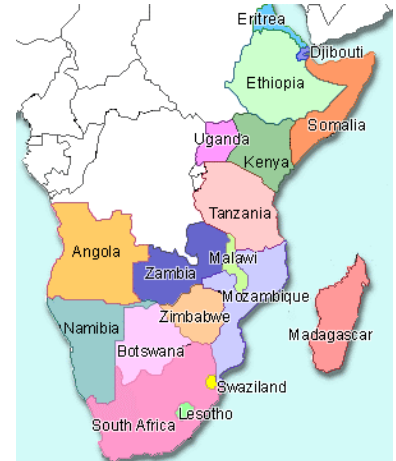 Eritrea
Djibouti
Ethiopia
Somalia
Uganda
Kenya
Tanzania
Angola
Malawi
Zambia
Mozambique
Zimbabwe
Namibia
Madagascar
Botswana
Swaziland
Lesotho
South Africa